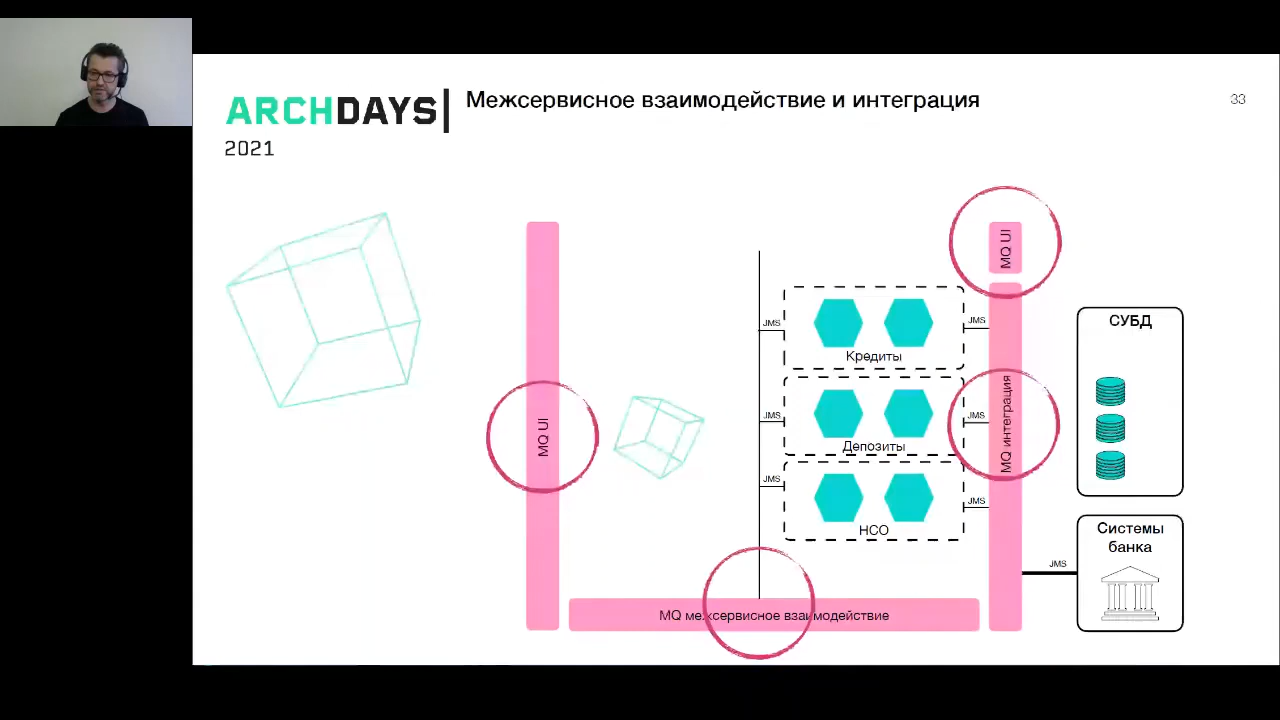 ARCHDAYS
2021
Межсервисное взаимодействие и интеграция
33
MQ UI
MQ UI
JMS
Кредиты
JMS
JMS
Депозиты
JMS
JMS
НСО
JMS
MQ интеграция
СУБД
Системы
банка
JMS
MQ межсервисное взаимодействие